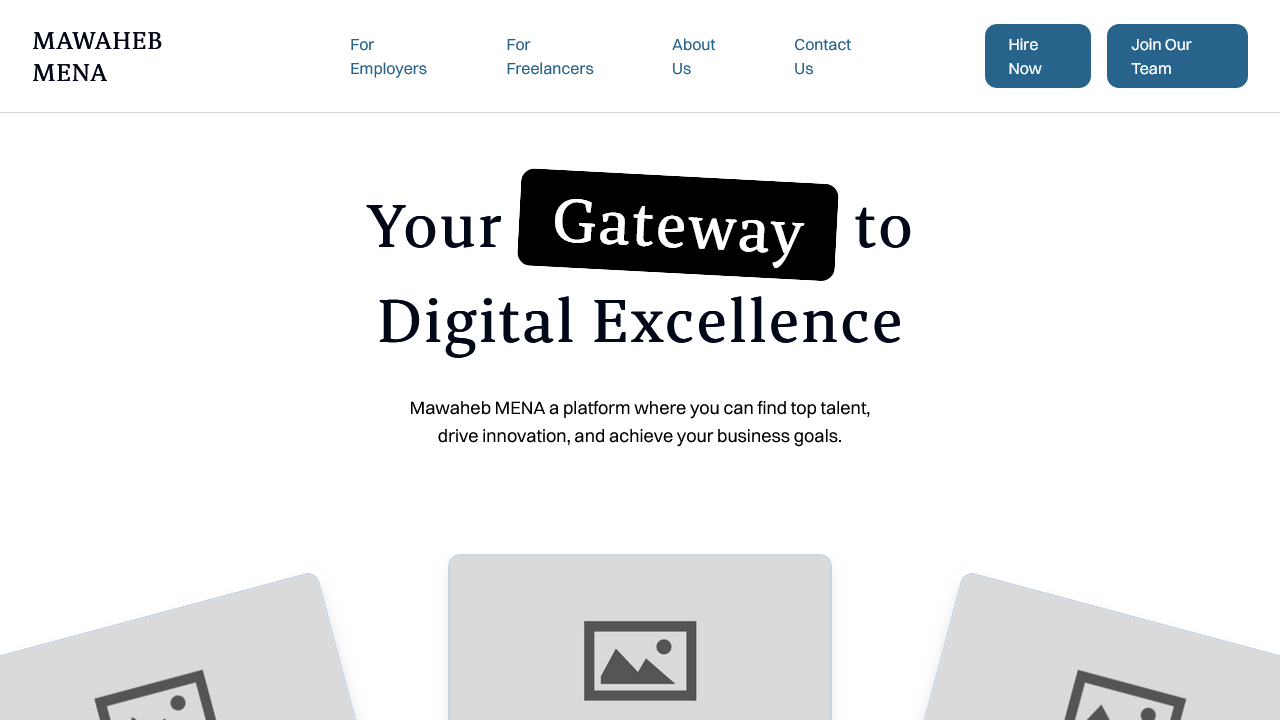 MAWAHEB
MENA
For
Employers
For
Freelancers
About
Us
Contact
Us
Hire
Now
Join Our
Team
Your Gateway to
Digital Excellence
Mawaheb MENA a platform where you can find top talent,
drive innovation, and achieve your business goals.